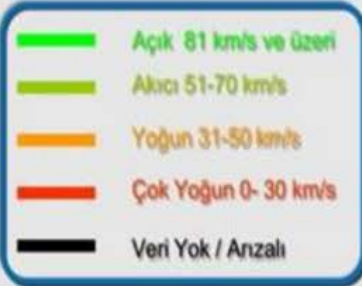 Açık 81 km/s ve üzeri
Akıcı 51-70 km/s
Yoğun 31-50 km/s
Çok Yoğun 0- 30 km/s
Veri Yok / Arızalı